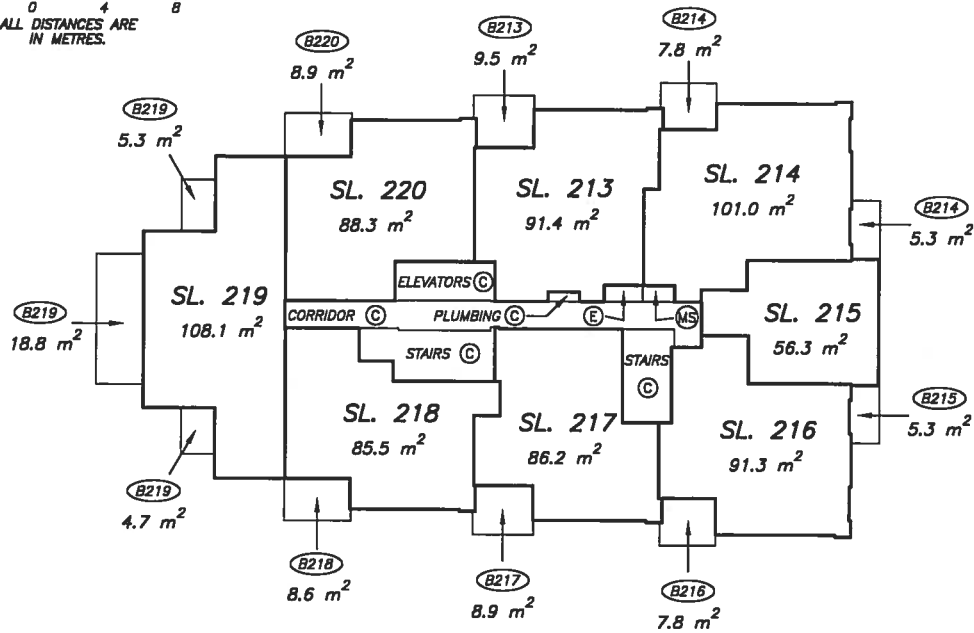 0 4 8
ALL DISTANCES ARE
IN METRES.
B220
8.9 m²
B213
9.5 m²
B214
7.8 m²
B219
5.3 m²
SL. 220
88.3 m²
SL. 213
91.4 m²
SL. 214
101.0 m²
B214
5.3 m²
B219
18.8 m²
SL. 219
108.1 m²
ELEVATORS C
CORRIDOR C
PLUMBING C
E
MS
SL. 215
56.3 m²
STAIRS C
STAIRS
C
SL. 218
85.5 m²
SL. 217
86.2 m²
SL. 216
91.3 m²
B215
5.3 m²
B219
4.7 m²
B218
8.6 m²
B217
8.9 m²
B216
7.8 m²